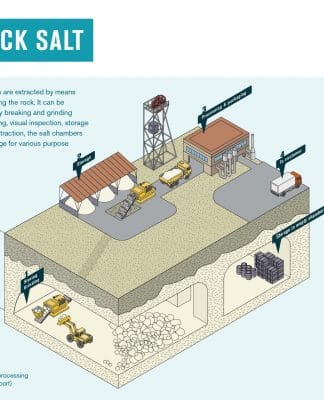 CK SALT
s are extracted by means
ng the rock. It can be
y breaking and grinding
ng, visual inspection, storage
traction, the salt chambers
ge for various purpose
Processing & packaging
Storage
To customer
Storage in empty chambers
Blasting
Grinding
rocessing
port)